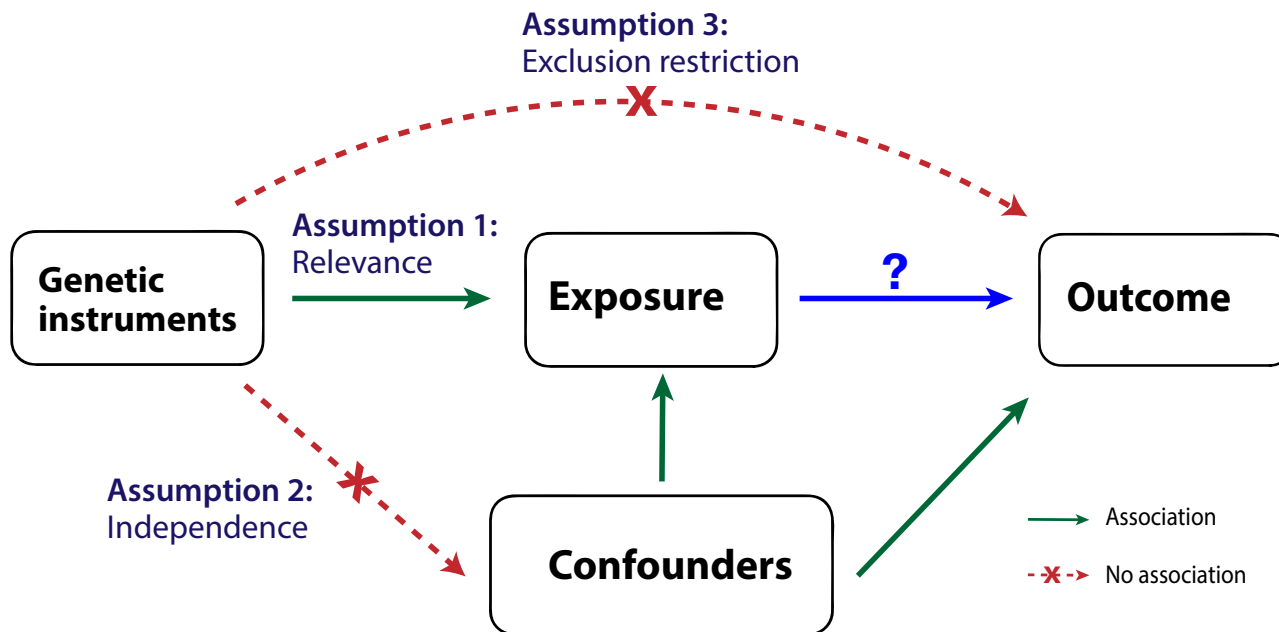 Assumption 3:
Exclusion restriction
X
Assumption 1:
Relevance
Genetic
instruments
Exposure
?
Outcome
Assumption 2:
Independence
X
Confounders
Association
X
No association